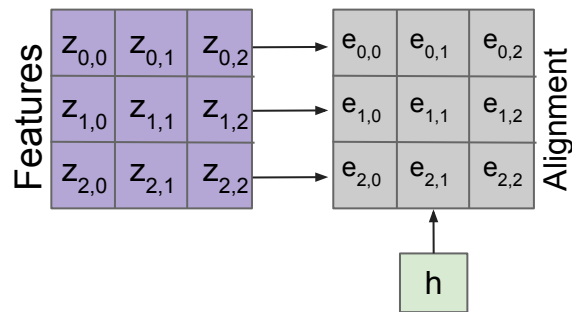 Features
z0,0 z0,1 z0,2
z1,0 z1,1 z1,2
z2,0 z2,1 z2,2
e0,0 e0,1 e0,2
e1,0 e1,1 e1,2
e2,0 e2,1 e2,2
Alignment
h